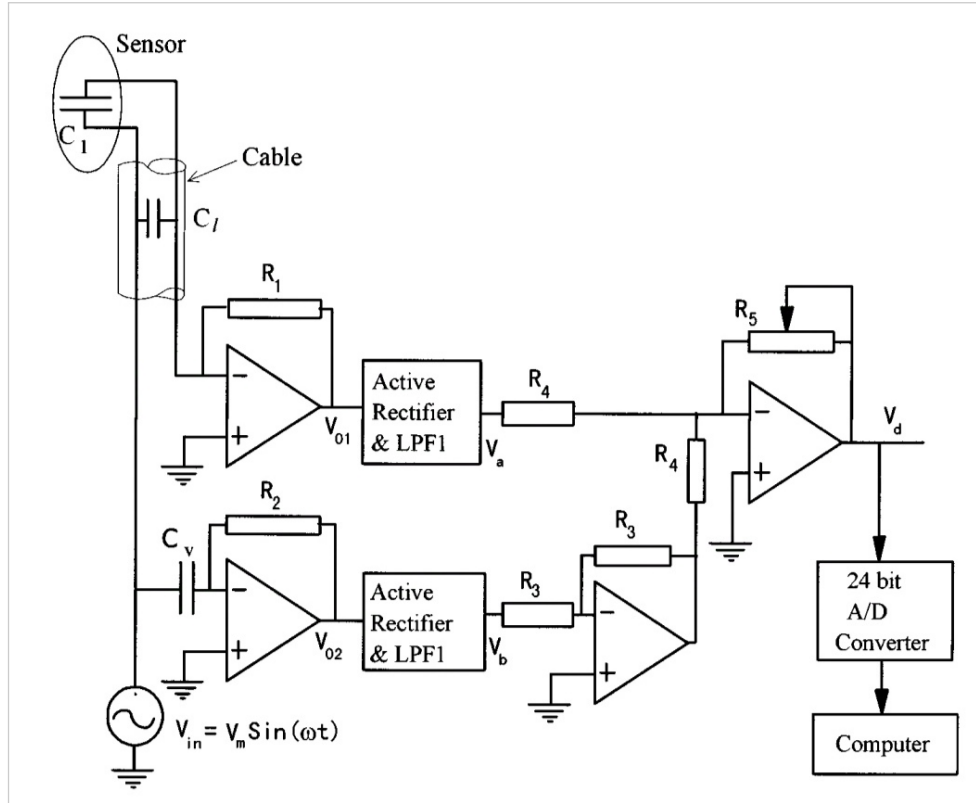 Sensor
C1
Cable
Cl
R1
R5
Active
Rectifier
& LPF1
R4
Vd
V01
Va
R4
R2
Cv
R3
24 bit
A/D
Converter
Active
Rectifier
& LPF1
R3
V02
Vb
Vin = Vm Sin(ωt)
Computer
−
+
−
+
−
+
−
+